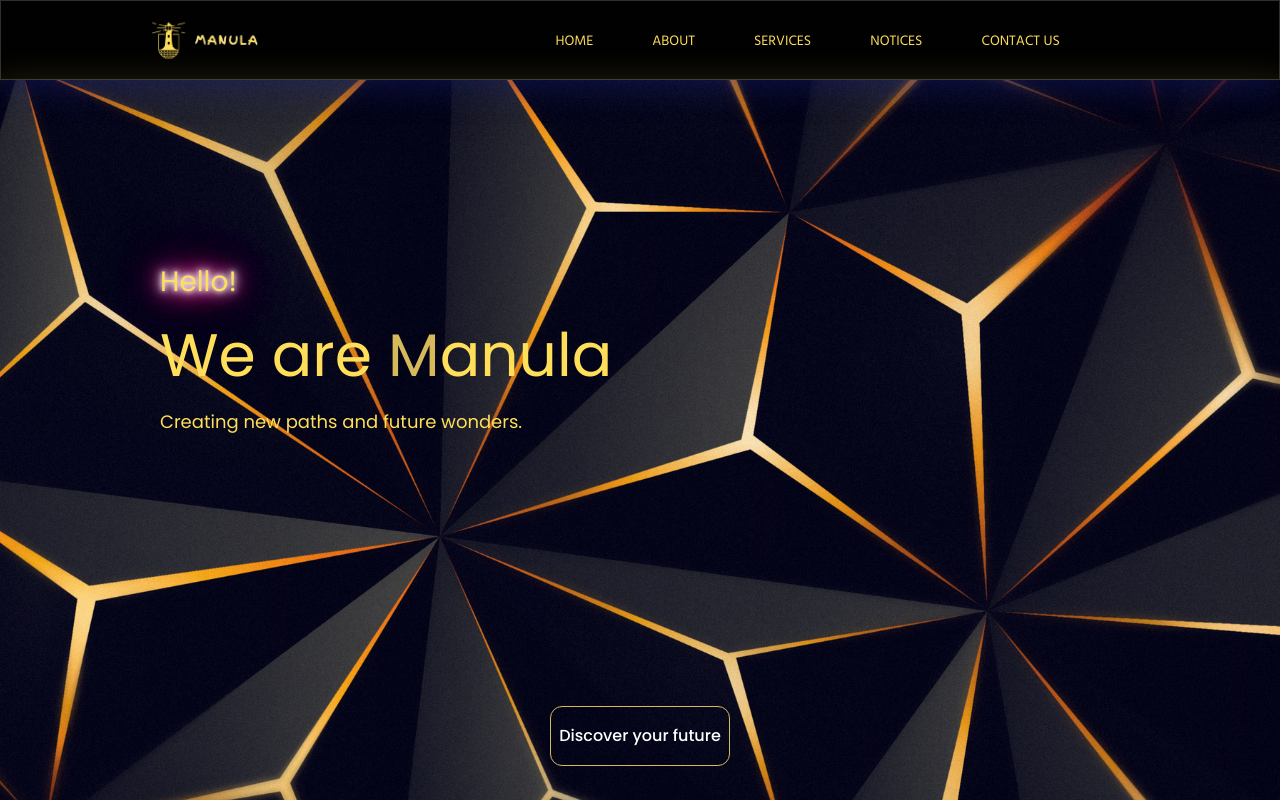 MANULA
HOME ABOUT SERVICES NOTICES CONTACT US
Hello!
We are Manula
Creating new paths and future wonders.
Discover your future